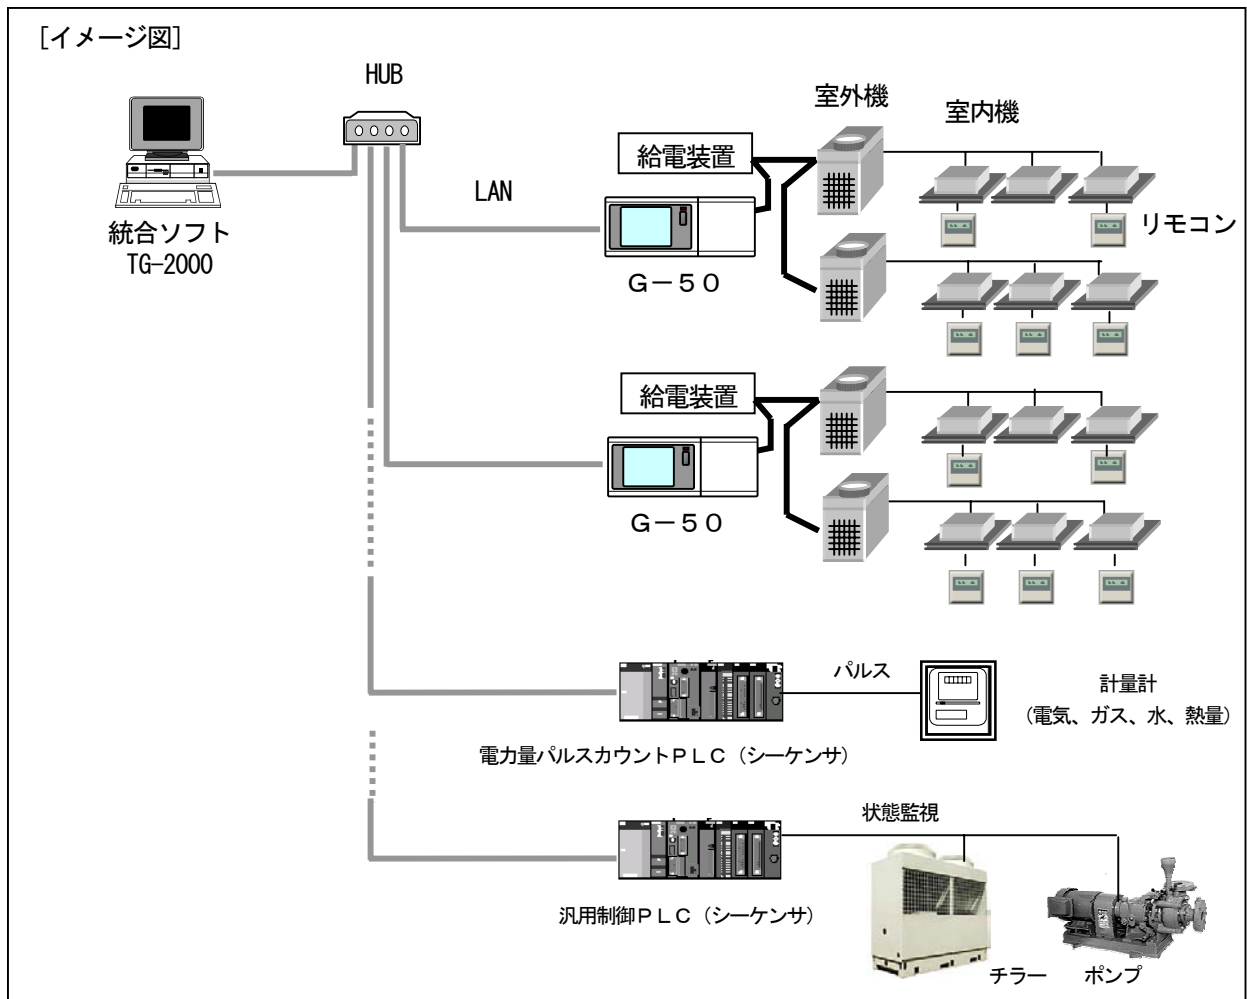 [イメージ図]
HUB
室外機
室内機
給電装置
LAN
リモコン
統合ソフト
TG-2000
G－50
給電装置
G－50
パルス
計量計
(電気、ガス、水、熱量)
電力量パルスカウントＰＬＣ（シーケンサ）
状態監視
汎用制御ＰＬＣ（シーケンサ）
チラー
ポンプ